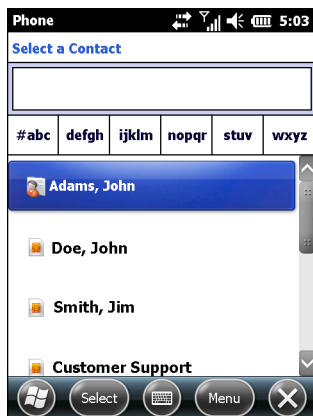 Phone 5:03
Select a Contact
#abc defgh ijklm nopqr stuv wxyz
Adams, John
Doe, John
Smith, Jim
Customer Support
Select Menu